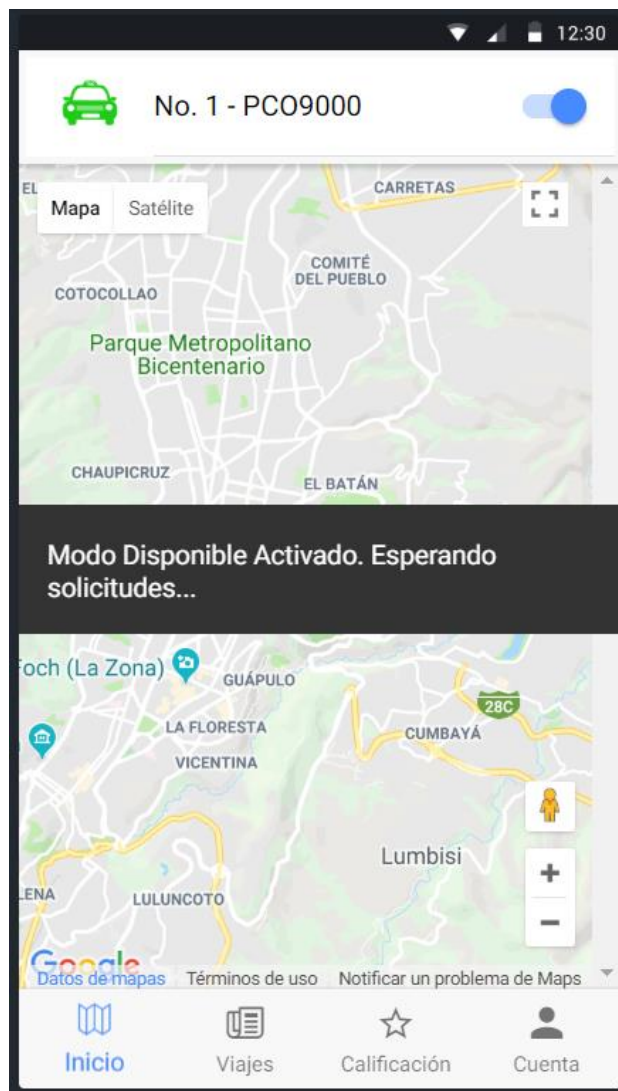 12:30
No. 1 - PCO9000
EL
CARRETAS
Mapa Satélite
COMITÉ
DEL PUEBLO
COTOCOLLAO
Parque Metropolitano
Bicentenario
CHAUPICRUZ
EL BATÁN
Modo Disponible Activado. Esperando
solicitudes...
Foch (La Zona)
GUÁPULO
28C
LA FLORESTA
CUMBAYÁ
VICENTINA
Lumbisi
LENA
LULUNCOTO
+
−
Google
Datos de mapas Términos de uso Notificar un problema de Maps
Inicio Viajes Calificación Cuenta